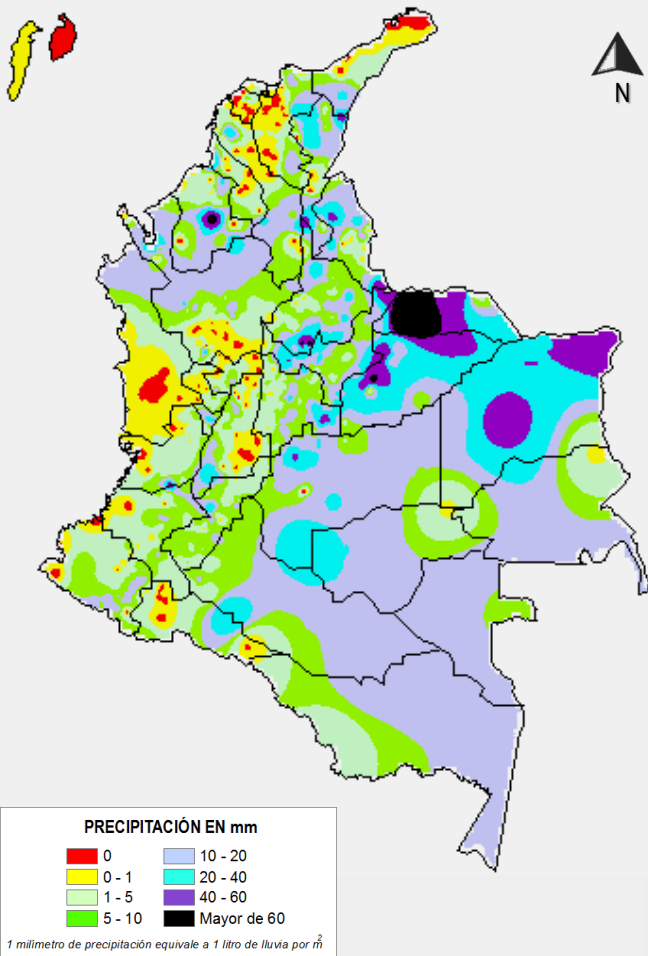 N
PRECIPITACIÓN EN mm
0
0 - 1
1 - 5
5 - 10
10 - 20
20 - 40
40 - 60
Mayor de 60
1 milímetro de precipitación equivale a 1 litro de lluvia por m²